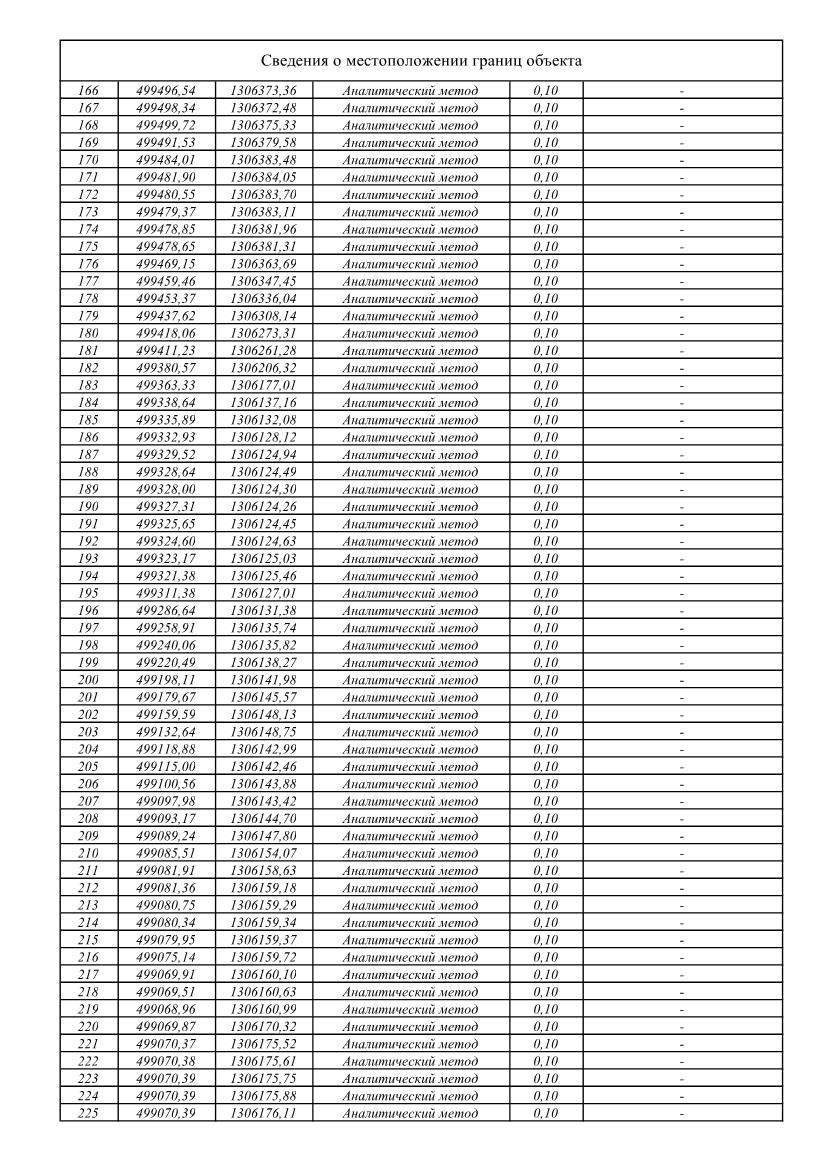 Сведения о местоположении границ объекта
166 499496,54 1306373,36 Аналитический метод 0,10 -
167 499498,34 1306372,48 Аналитический метод 0,10 -
168 499499,72 1306375,33 Аналитический метод 0,10 -
169 499491,53 1306379,58 Аналитический метод 0,10 -
170 499484,01 1306383,48 Аналитический метод 0,10 -
171 499481,90 1306384,05 Аналитический метод 0,10 -
172 499480,55 1306383,70 Аналитический метод 0,10 -
173 499479,37 1306383,11 Аналитический метод 0,10 -
174 499478,85 1306381,96 Аналитический метод 0,10 -
175 499478,65 1306381,31 Аналитический метод 0,10 -
176 499469,15 1306363,69 Аналитический метод 0,10 -
177 499459,46 1306347,45 Аналитический метод 0,10 -
178 499453,37 1306336,04 Аналитический метод 0,10 -
179 499437,62 1306308,14 Аналитический метод 0,10 -
180 499418,06 1306273,31 Аналитический метод 0,10 -
181 499411,23 1306261,28 Аналитический метод 0,10 -
182 499380,57 1306206,32 Аналитический метод 0,10 -
183 499363,33 1306177,01 Аналитический метод 0,10 -
184 499338,64 1306137,16 Аналитический метод 0,10 -
185 499335,89 1306132,08 Аналитический метод 0,10 -
186 499332,93 1306128,12 Аналитический метод 0,10 -
187 499329,52 1306124,94 Аналитический метод 0,10 -
188 499328,64 1306124,49 Аналитический метод 0,10 -
189 499328,00 1306124,30 Аналитический метод 0,10 -
190 499327,31 1306124,26 Аналитический метод 0,10 -
191 499325,65 1306124,45 Аналитический метод 0,10 -
192 499324,60 1306124,63 Аналитический метод 0,10 -
193 499323,17 1306125,03 Аналитический метод 0,10 -
194 499321,38 1306125,46 Аналитический метод 0,10 -
195 499311,38 1306127,01 Аналитический метод 0,10 -
196 499286,64 1306131,38 Аналитический метод 0,10 -
197 499258,91 1306135,74 Аналитический метод 0,10 -
198 499240,06 1306135,82 Аналитический метод 0,10 -
199 499220,49 1306138,27 Аналитический метод 0,10 -
200 499198,11 1306141,98 Аналитический метод 0,10 -
201 499179,67 1306145,57 Аналитический метод 0,10 -
202 499159,59 1306148,13 Аналитический метод 0,10 -
203 499132,64 1306148,75 Аналитический метод 0,10 -
204 499118,88 1306142,99 Аналитический метод 0,10 -
205 499115,00 1306142,46 Аналитический метод 0,10 -
206 499100,56 1306143,88 Аналитический метод 0,10 -
207 499097,98 1306143,42 Аналитический метод 0,10 -
208 499093,17 1306144,70 Аналитический метод 0,10 -
209 499089,24 1306147,80 Аналитический метод 0,10 -
210 499085,51 1306154,07 Аналитический метод 0,10 -
211 499081,91 1306158,63 Аналитический метод 0,10 -
212 499081,36 1306159,18 Аналитический метод 0,10 -
213 499080,75 1306159,29 Аналитический метод 0,10 -
214 499080,34 1306159,34 Аналитический метод 0,10 -
215 499079,95 1306159,37 Аналитический метод 0,10 -
216 499075,14 1306159,72 Аналитический метод 0,10 -
217 499069,91 1306160,10 Аналитический метод 0,10 -
218 499069,51 1306160,63 Аналитический метод 0,10 -
219 499068,96 1306160,99 Аналитический метод 0,10 -
220 499069,87 1306170,32 Аналитический метод 0,10 -
221 499070,37 1306175,52 Аналитический метод 0,10 -
222 499070,38 1306175,61 Аналитический метод 0,10 -
223 499070,39 1306175,75 Аналитический метод 0,10 -
224 499070,39 1306175,88 Аналитический метод 0,10 -
225 499070,39 1306176,11 Аналитический метод 0,10 -